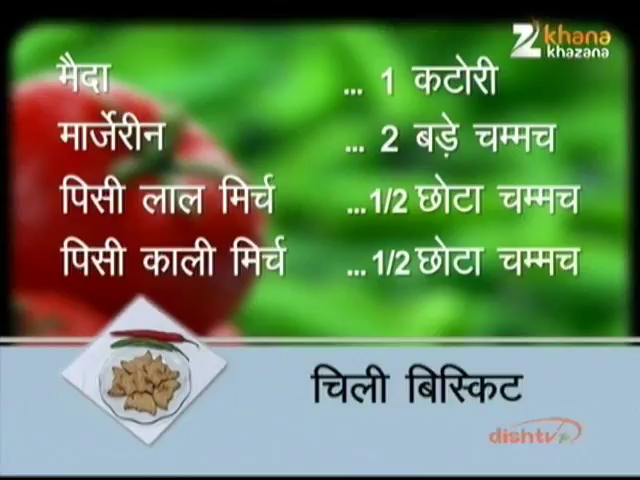 Z khana
khazana
मैदा ... 1 कटोरी
मार्जेरीन ... 2 बड़े चम्मच
पिसी लाल मिर्च ...1/2 छोटा चम्मच
पिसी काली मिर्च ...1/2 छोटा चम्मच
चिली बिस्किट
dishtv